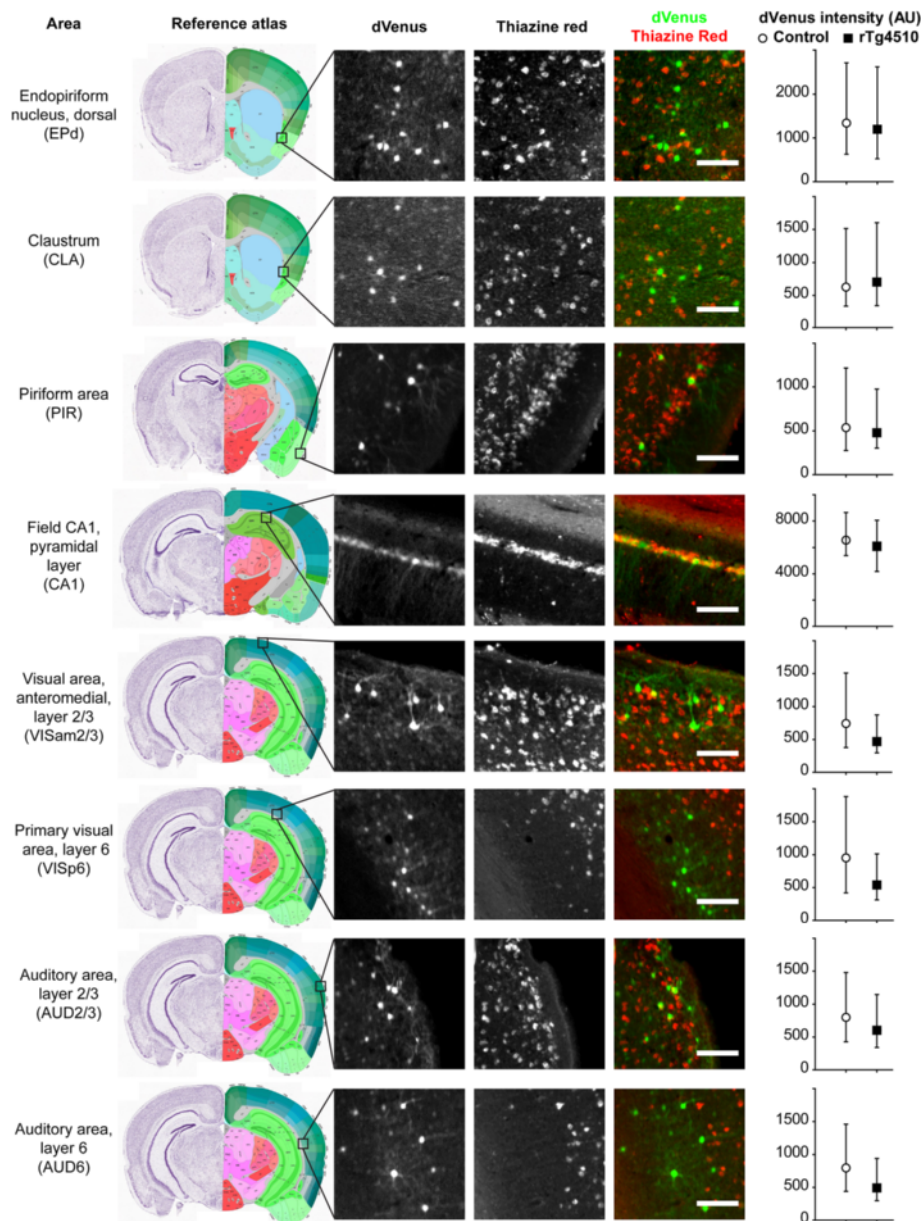 Area
Reference atlas
dVenus
Thiazine red
dVenus
Thiazine Red
dVenus intensity (AU)
Control rTg4510
Endopiriform
nucleus, dorsal
(EPd)
2000
1000
0
Claustrum
(CLA)
1500
1000
500
0
Piriform area
(PIR)
1000
500
0
Field CA1,
pyramidal
layer
(CA1)
8000
4000
0
Visual area,
anteromedial,
layer 2/3
(VISam2/3)
1500
1000
500
0
Primary visual
area, layer 6
(VISp6)
1500
1000
500
0
Auditory area,
layer 2/3
(AUD2/3)
1500
1000
500
0
Auditory area,
layer 6
(AUD6)
1500
1000
500
0